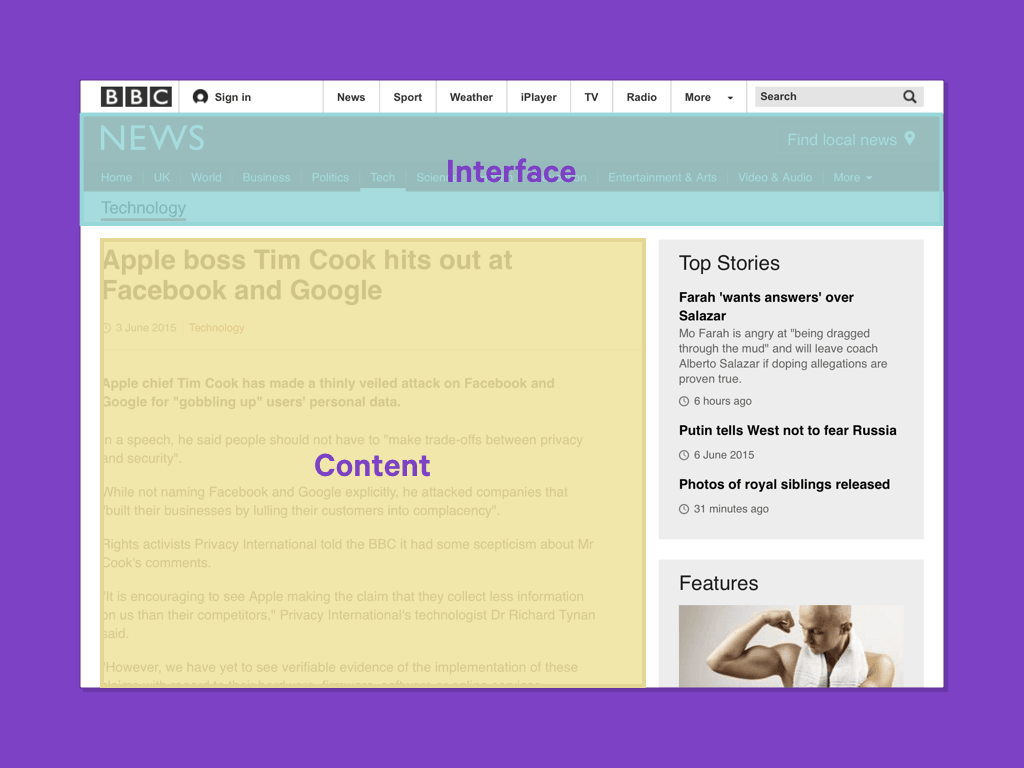 BBC
Sign in
News
Sport
Weather
iPlayer
TV
Radio
More
Search
NEWS
Find local news
Interface
Home
UK
World
Business
Politics
Tech
Entertainment & Arts
Video & Audio
More
Technology
Apple boss Tim Cook hits out at
Facebook and Google
3 June 2015
Technology
Apple chief Tim Cook has made a thinly veiled attack on Facebook and
Google for "gobbling up" users' personal data.
In a speech, he said people should not have to "make trade-offs between privacy
and security".
Content
While not naming Facebook and Google explicitly, he attacked companies that
"built their businesses by lulling their customers into complacency".
Rights activists Privacy International told the BBC it had some scepticism about Mr
Cook's comments.
"It is encouraging to see Apple making the claim that they collect less information
on us than their competitors," Privacy International's technologist Dr Richard Tynan
said.
"However, we have yet to see verifiable evidence of the implementation of these
Top Stories
Farah 'wants answers' over
Salazar
Mo Farah is angry at "being dragged
through the mud" and will leave coach
Alberto Salazar if doping allegations are
proven true.
6 hours ago
Putin tells West not to fear Russia
6 June 2015
Photos of royal siblings released
31 minutes ago
Features